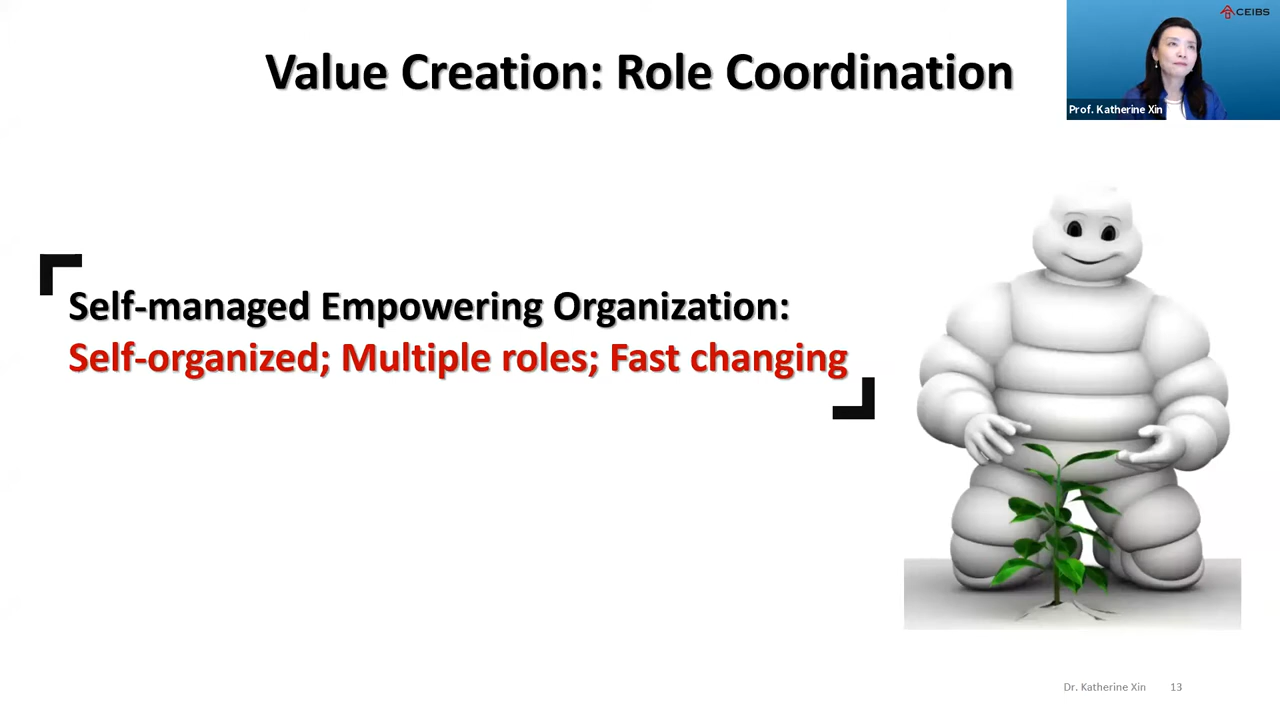 CEIBS
Value Creation: Role Coordination
Prof. Katherine Xin
Self-managed Empowering Organization:
Self-organized; Multiple roles; Fast changing
Dr. Katherine Xin 13